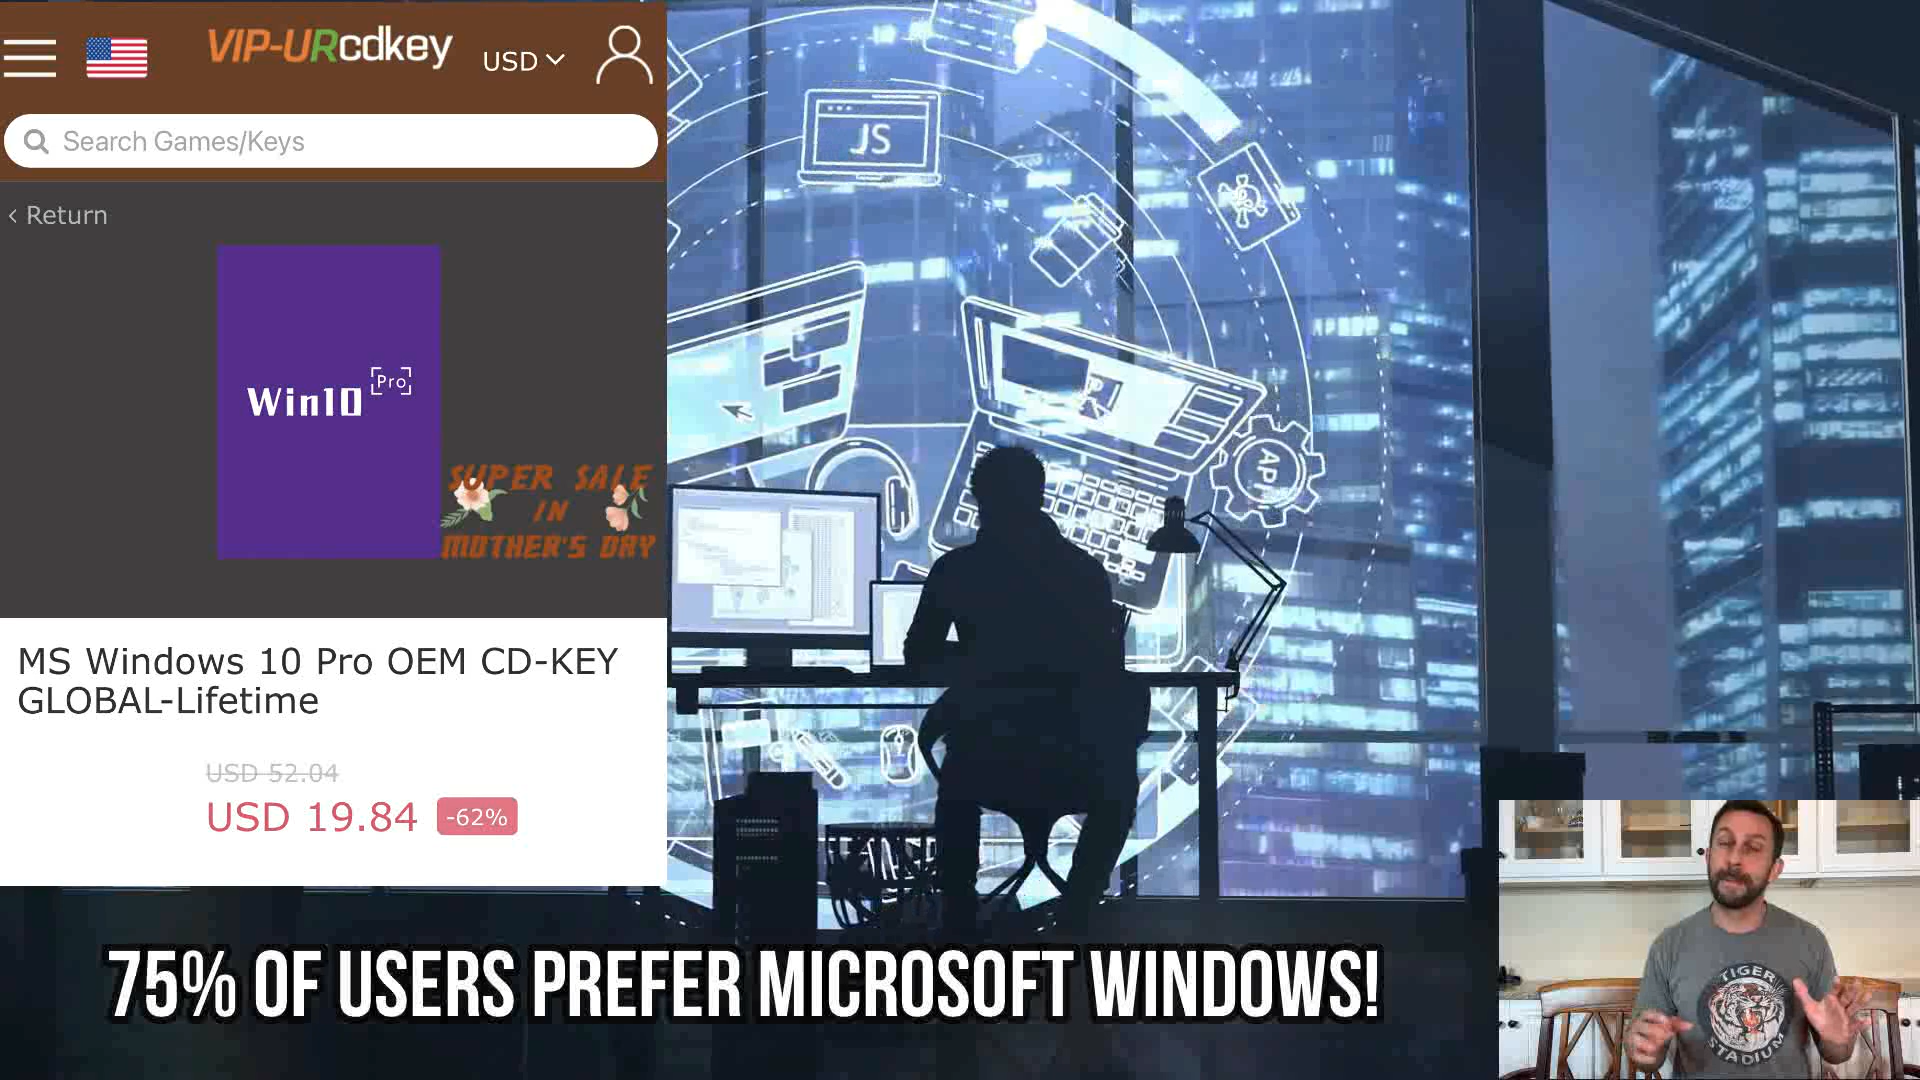 VIP-URcdkey
USD
Search Games/Keys
< Return
Win10 [Pro]
SUPER SALE
IN
MOTHER'S DAY
MS Windows 10 Pro OEM CD-KEY
GLOBAL-Lifetime
USD 52.04
USD 19.84 -62%
JS
API
75% OF USERS PREFER MICROSOFT WINDOWS!
TIGER
STADIUM